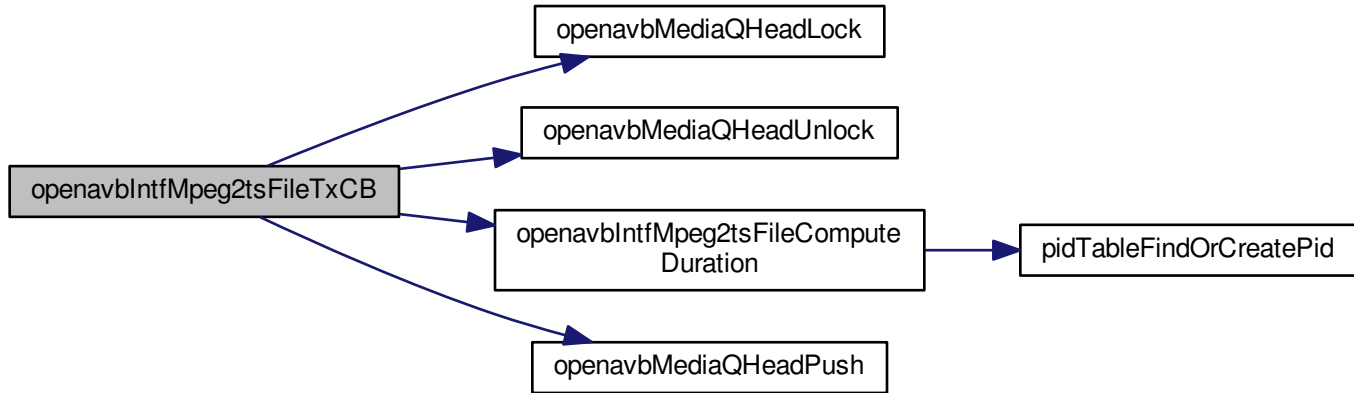 openavbMediaQHeadLock
openavbMediaQHeadUnlock
openavbIntfMpeg2tsFileTxCB
openavbIntfMpeg2tsFileCompute
Duration
pidTableFindOrCreatePid
openavbMediaQHeadPush